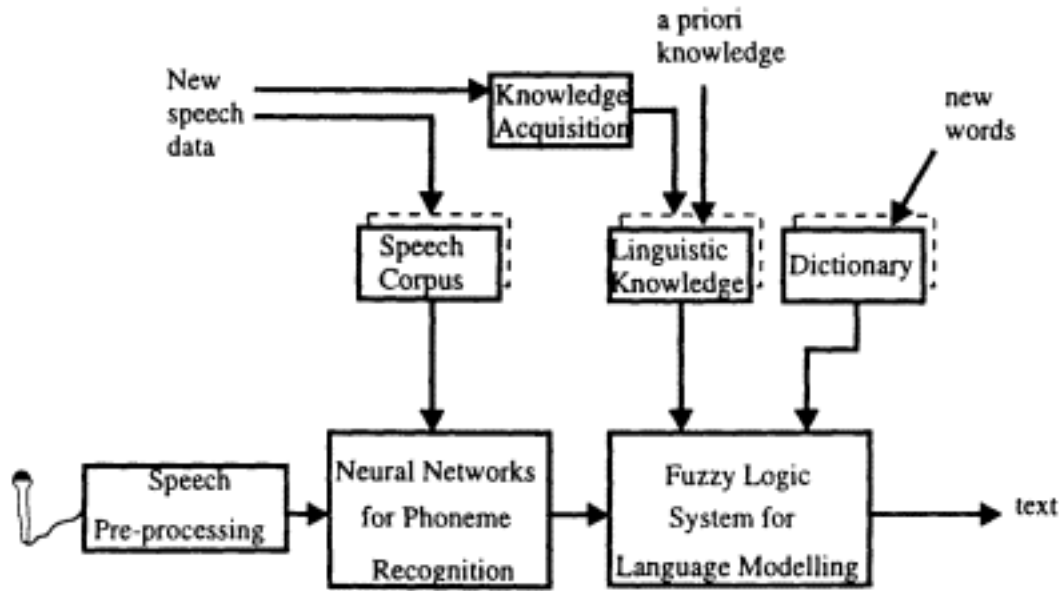 a priori
knowledge
New
speech
data
Knowledge
Acquisition
new
words
Speech
Corpus
Linguistic
Knowledge
Dictionary
Speech
Pre-processing
Neural Networks
for Phoneme
Recognition
Fuzzy Logic
System for
Language Modelling
text